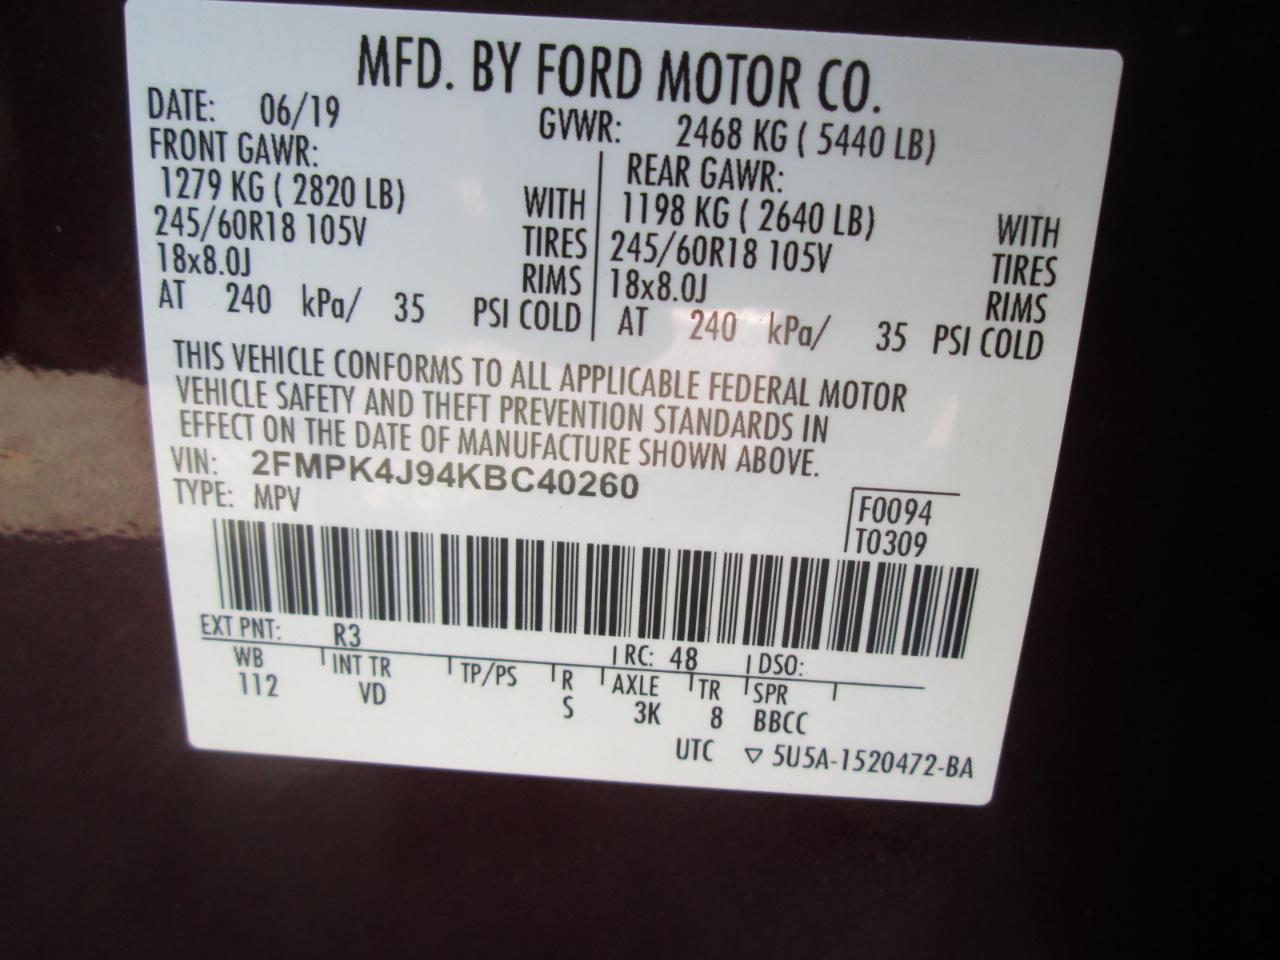 MFD. BY FORD MOTOR CO.
DATE: 06/19 GVWR: 2468 KG ( 5440 LB)
FRONT GAWR: REAR GAWR:
1279 KG ( 2820 LB) WITH 1198 KG ( 2640 LB) WITH
245/60R18 105V TIRES 245/60R18 105V TIRES
18x8.0J RIMS 18x8.0J RIMS
AT 240 kPa/ 35 PSI COLD AT 240 kPa/ 35 PSI COLD
THIS VEHICLE CONFORMS TO ALL APPLICABLE FEDERAL MOTOR
VEHICLE SAFETY AND THEFT PREVENTION STANDARDS IN
EFFECT ON THE DATE OF MANUFACTURE SHOWN ABOVE.
VIN: 2FMPK4J94KBC40260
TYPE: MPV
F0094
T0309
EXT PNT: R3 RC: 48 DSO:
WB INT TR TP/PS R AXLE TR SPR
112 VD S 3K 8 BBCC
UTC ▽ 5U5A-1520472-BA